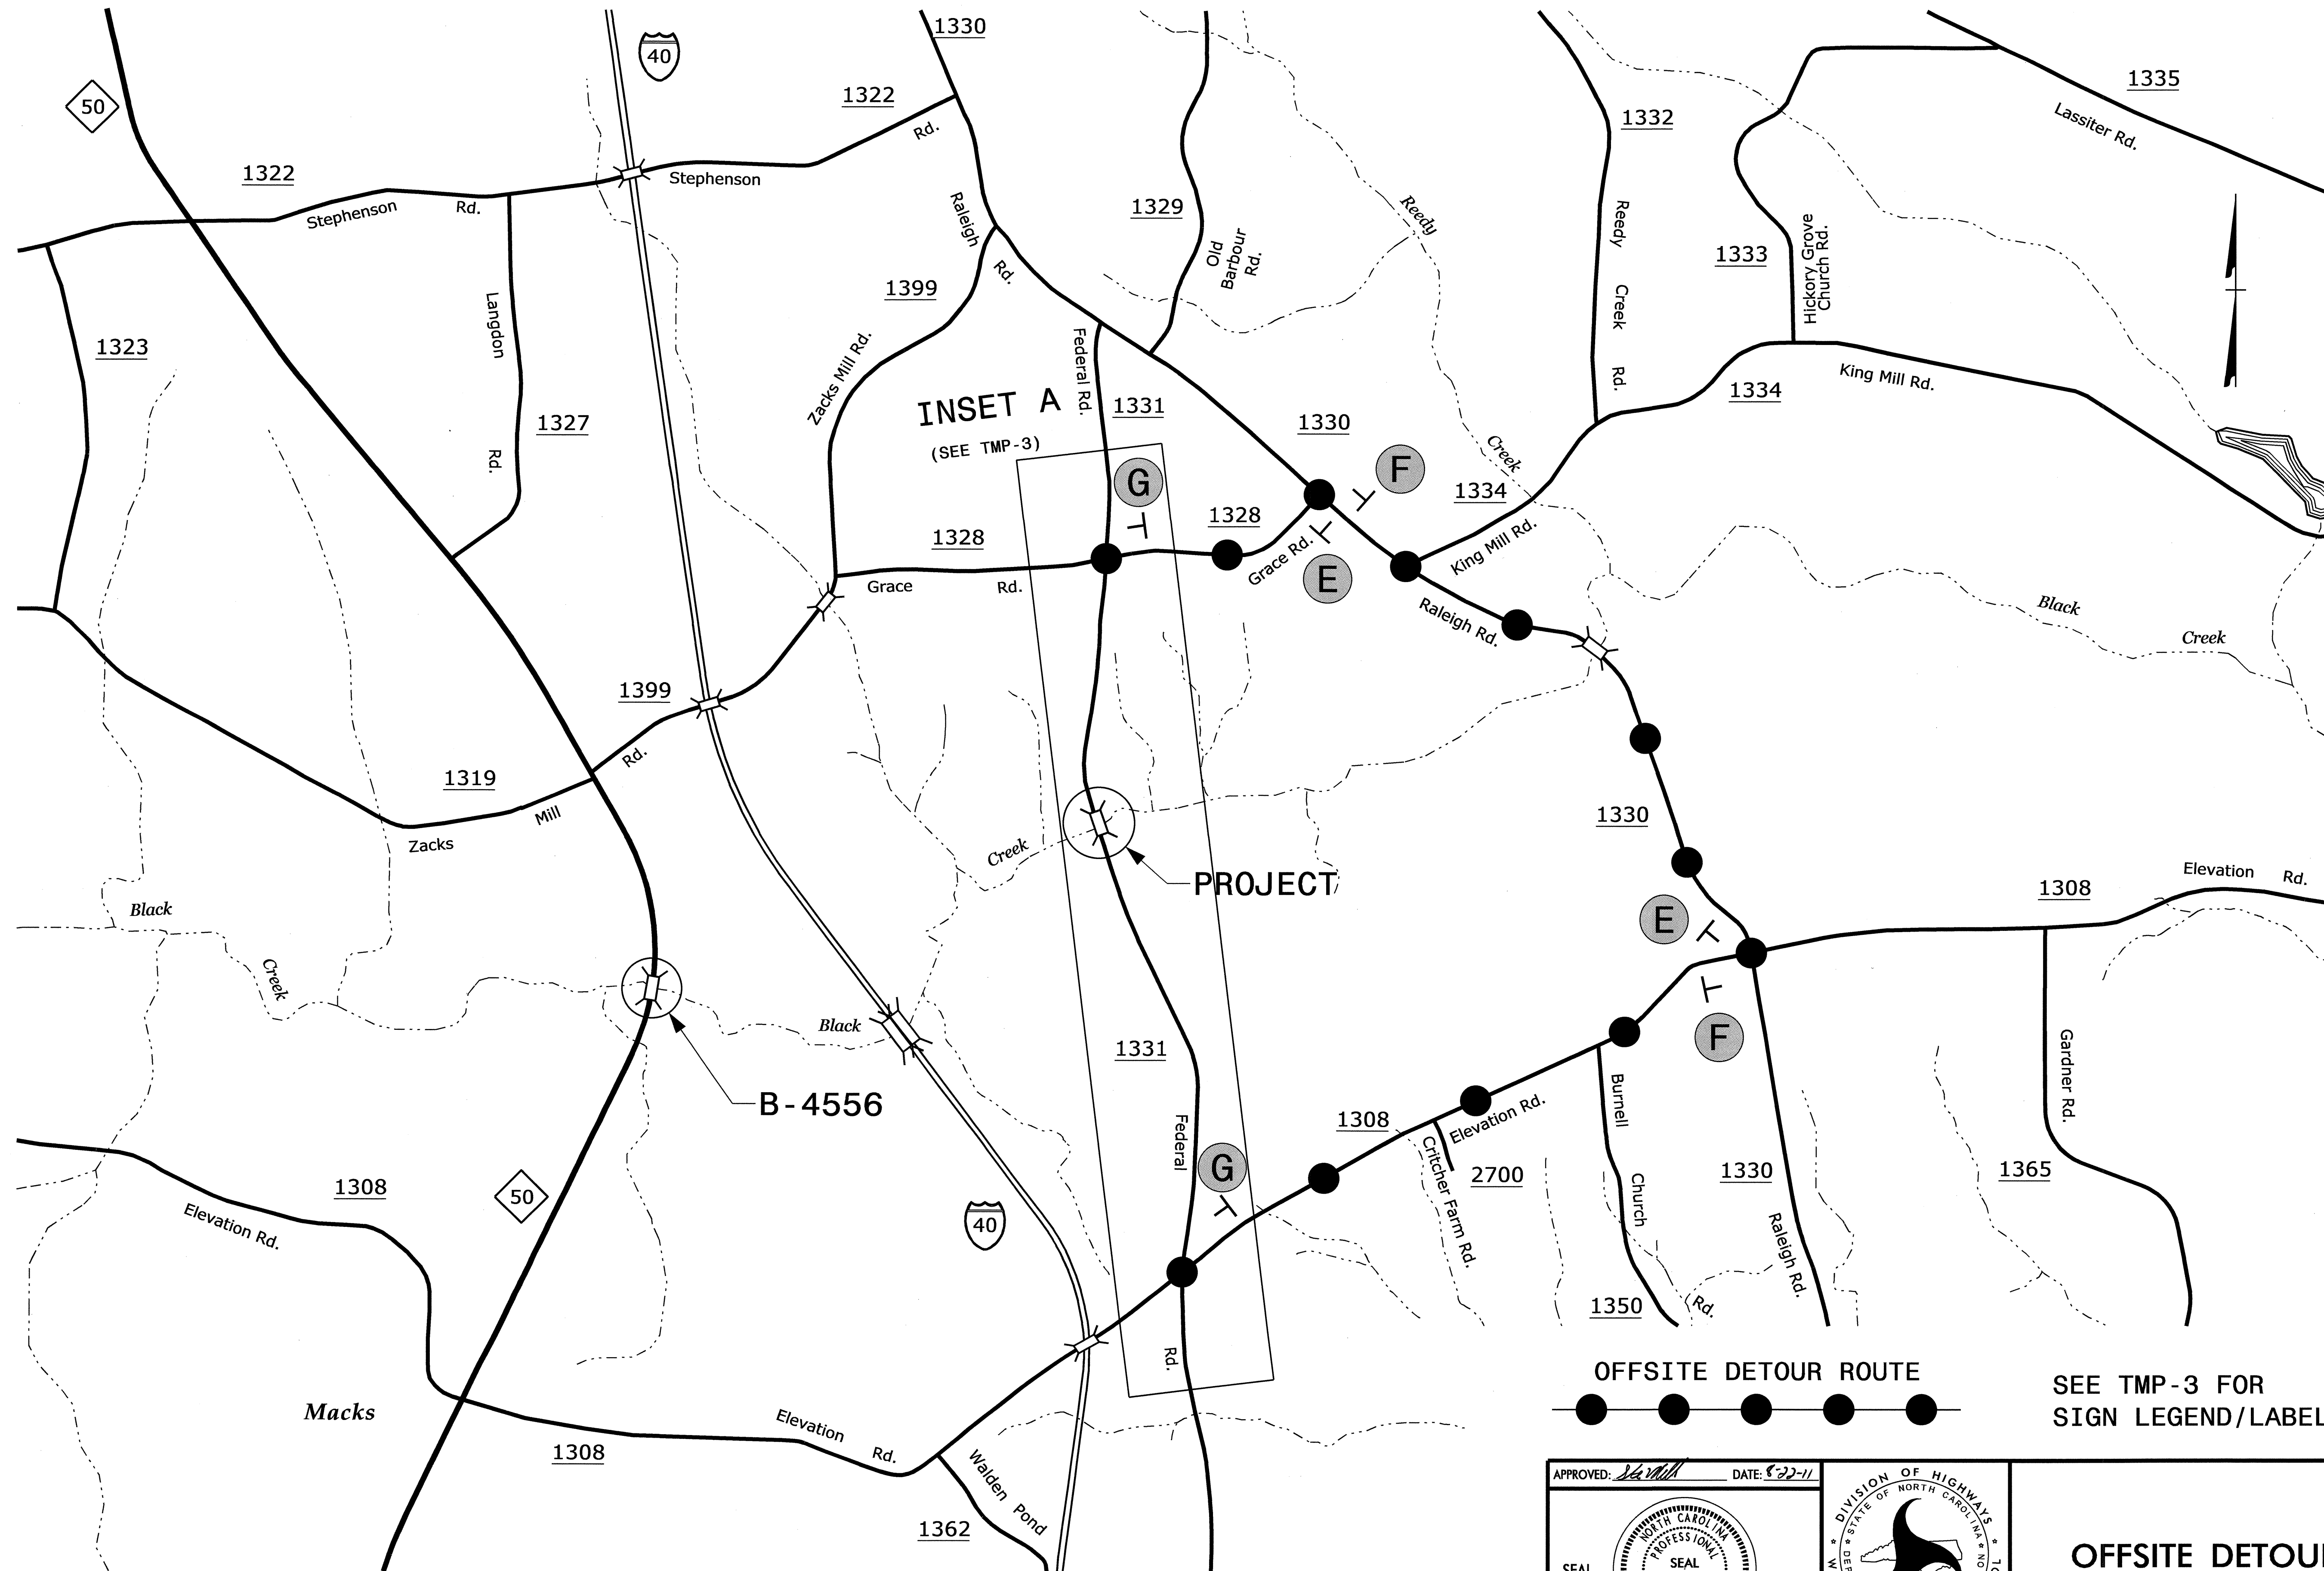 1330
40
1335
50
1322
1332
Lassiter Rd.
Rd.
1322
Stephenson
Stephenson Rd.
Raleigh Rd.
1329
Old
Barbour
Rd.
Reedy
Creek
Reedy Creek Rd.
1333
Hickory Grove
Church Rd.
1399
Langdon Rd.
1323
Zacks Mill Rd.
Federal Rd.
1334
King Mill Rd.
INSET A
(SEE TMP-3)
1331
1327
1330
F
G
1334
1328
1328
King Mill Rd.
Grace Rd.
Grace Rd.
E
Raleigh Rd.
Black Creek
1399
Rd.
1319
Mill
Zacks
1330
Creek
PROJECT
Elevation Rd.
1308
Black
Creek
E
Black
F
1331
Gardner Rd.
B-4556
Burnell Church Rd.
1308
Elevation Rd.
Critcher Farm Rd.
2700
Federal Rd.
G
1330
Raleigh Rd.
1365
1308
50
Elevation Rd.
40
1350
OFFSITE DETOUR ROUTE
SEE TMP-3 FOR
SIGN LEGEND/LABEL
Macks
Elevation Rd.
1308
Walden Pond
1362
APPROVED:
DATE: 8-22-11
DIVISION OF HIGHWAYS
STATE OF NORTH CAROLINA
NORTH CAROLINA
PROFESSIONAL
SEAL
SEAL
OFFSITE DETOUR